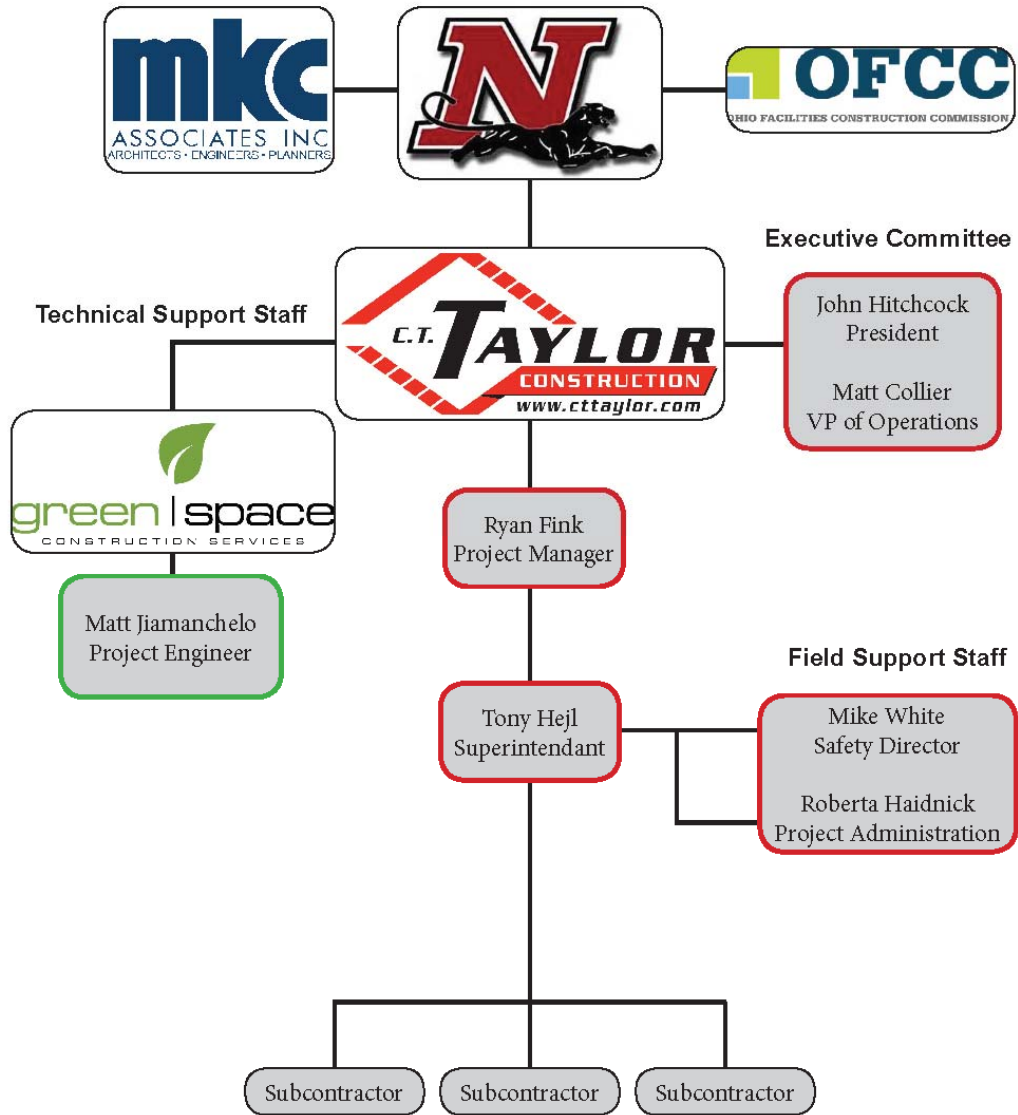 mkc
ASSOCIATES INC
ARCHITECTS • ENGINEERS • PLANNERS
N
OFCC
OHIO FACILITIES CONSTRUCTION COMMISSION
Executive Committee
John Hitchcock
President
Matt Collier
VP of Operations
Technical Support Staff
C.T. TAYLOR
CONSTRUCTION
www.cttaylor.com
green|space
CONSTRUCTION SERVICES
Matt Jiamanchelo
Project Engineer
Ryan Fink
Project Manager
Tony Hejl
Superintendant
Field Support Staff
Mike White
Safety Director
Roberta Haidnick
Project Administration
Subcontractor
Subcontractor
Subcontractor